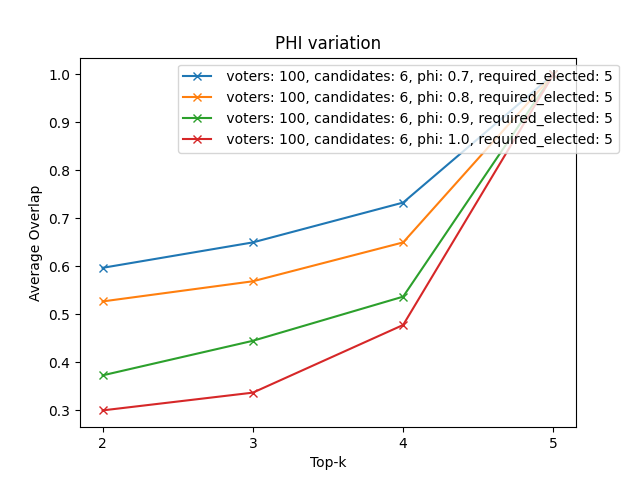 PHI variation
voters: 100, candidates: 6, phi: 0.7, required_elected: 5
voters: 100, candidates: 6, phi: 0.8, required_elected: 5
voters: 100, candidates: 6, phi: 0.9, required_elected: 5
voters: 100, candidates: 6, phi: 1.0, required_elected: 5
Average Overlap
1.0
0.9
0.8
0.7
0.6
0.5
0.4
0.3
2 3 4 5
Top-k